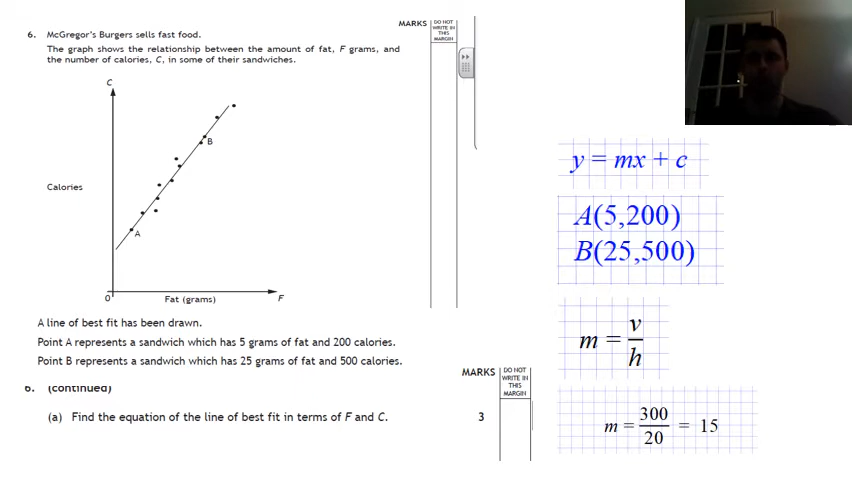 MARKS
DO NOT
WRITE IN
THIS
MARGIN
6. McGregor's Burgers sells fast food.
The graph shows the relationship between the amount of fat, F grams, and
the number of calories, C, in some of their sandwiches.
C
B
Calories
A
0
Fat (grams)
F
A line of best fit has been drawn.
Point A represents a sandwich which has 5 grams of fat and 200 calories.
Point B represents a sandwich which has 25 grams of fat and 500 calories.
6. (continued)
MARKS
DO NOT
WRITE IN
THIS
MARGIN
(a) Find the equation of the line of best fit in terms of F and C.
3
y = mx + c
A(5,200)
B(25,500)
m = v/h
m = 300/20 = 15